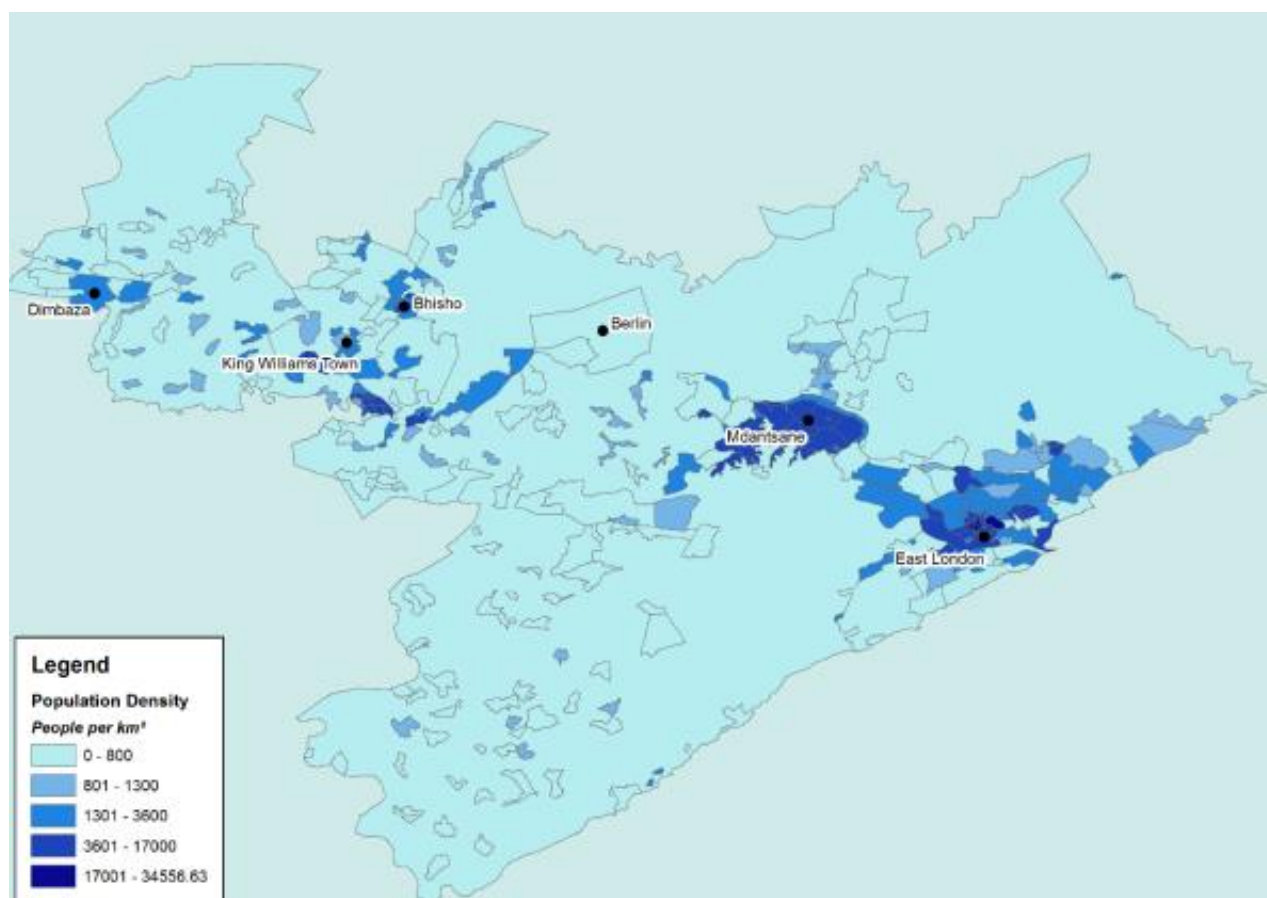 Dimbaza
Bhisho
Berlin
King Williams Town
Mdantsane
East London
Legend
Population Density
People per km²
0 - 800
801 - 1300
1301 - 3600
3601 - 17000
17001 - 34556.63